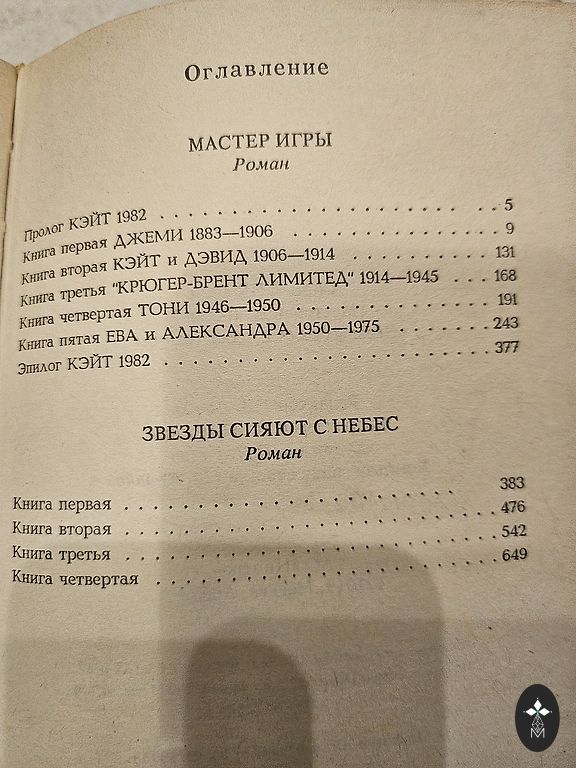 Оглавление
МАСТЕР ИГРЫ
Роман
Пролог КЭЙТ 1982 . . . . . . . . . . . . . . . . . . . . . . . . 5
Книга первая ДЖЕМИ 1883—1906 . . . . . . . . . . . . . . . 9
Книга вторая КЭЙТ и ДЭВИД 1906—1914 . . . . . . . . . . 131
Книга третья "КРЮГЕР-БРЕНТ ЛИМИТЕД" 1914—1945 . . . 168
Книга четвертая ТОНИ 1946—1950 . . . . . . . . . . . . . . 191
Книга пятая ЕВА и АЛЕКСАНДРА 1950—1975 . . . . . . . 243
Эпилог КЭЙТ 1982 . . . . . . . . . . . . . . . . . . . . . . . 377
ЗВЕЗДЫ СИЯЮТ С НЕБЕС
Роман
Книга первая . . . . . . . . . . . . . . . . . . . . . . . 383
Книга вторая . . . . . . . . . . . . . . . . . . . . . . . . . 476
Книга третья . . . . . . . . . . . . . . . . . . . . . . . . . 542
Книга четвертая . . . . . . . . . . . . . . . . . . . . . . . 649
M